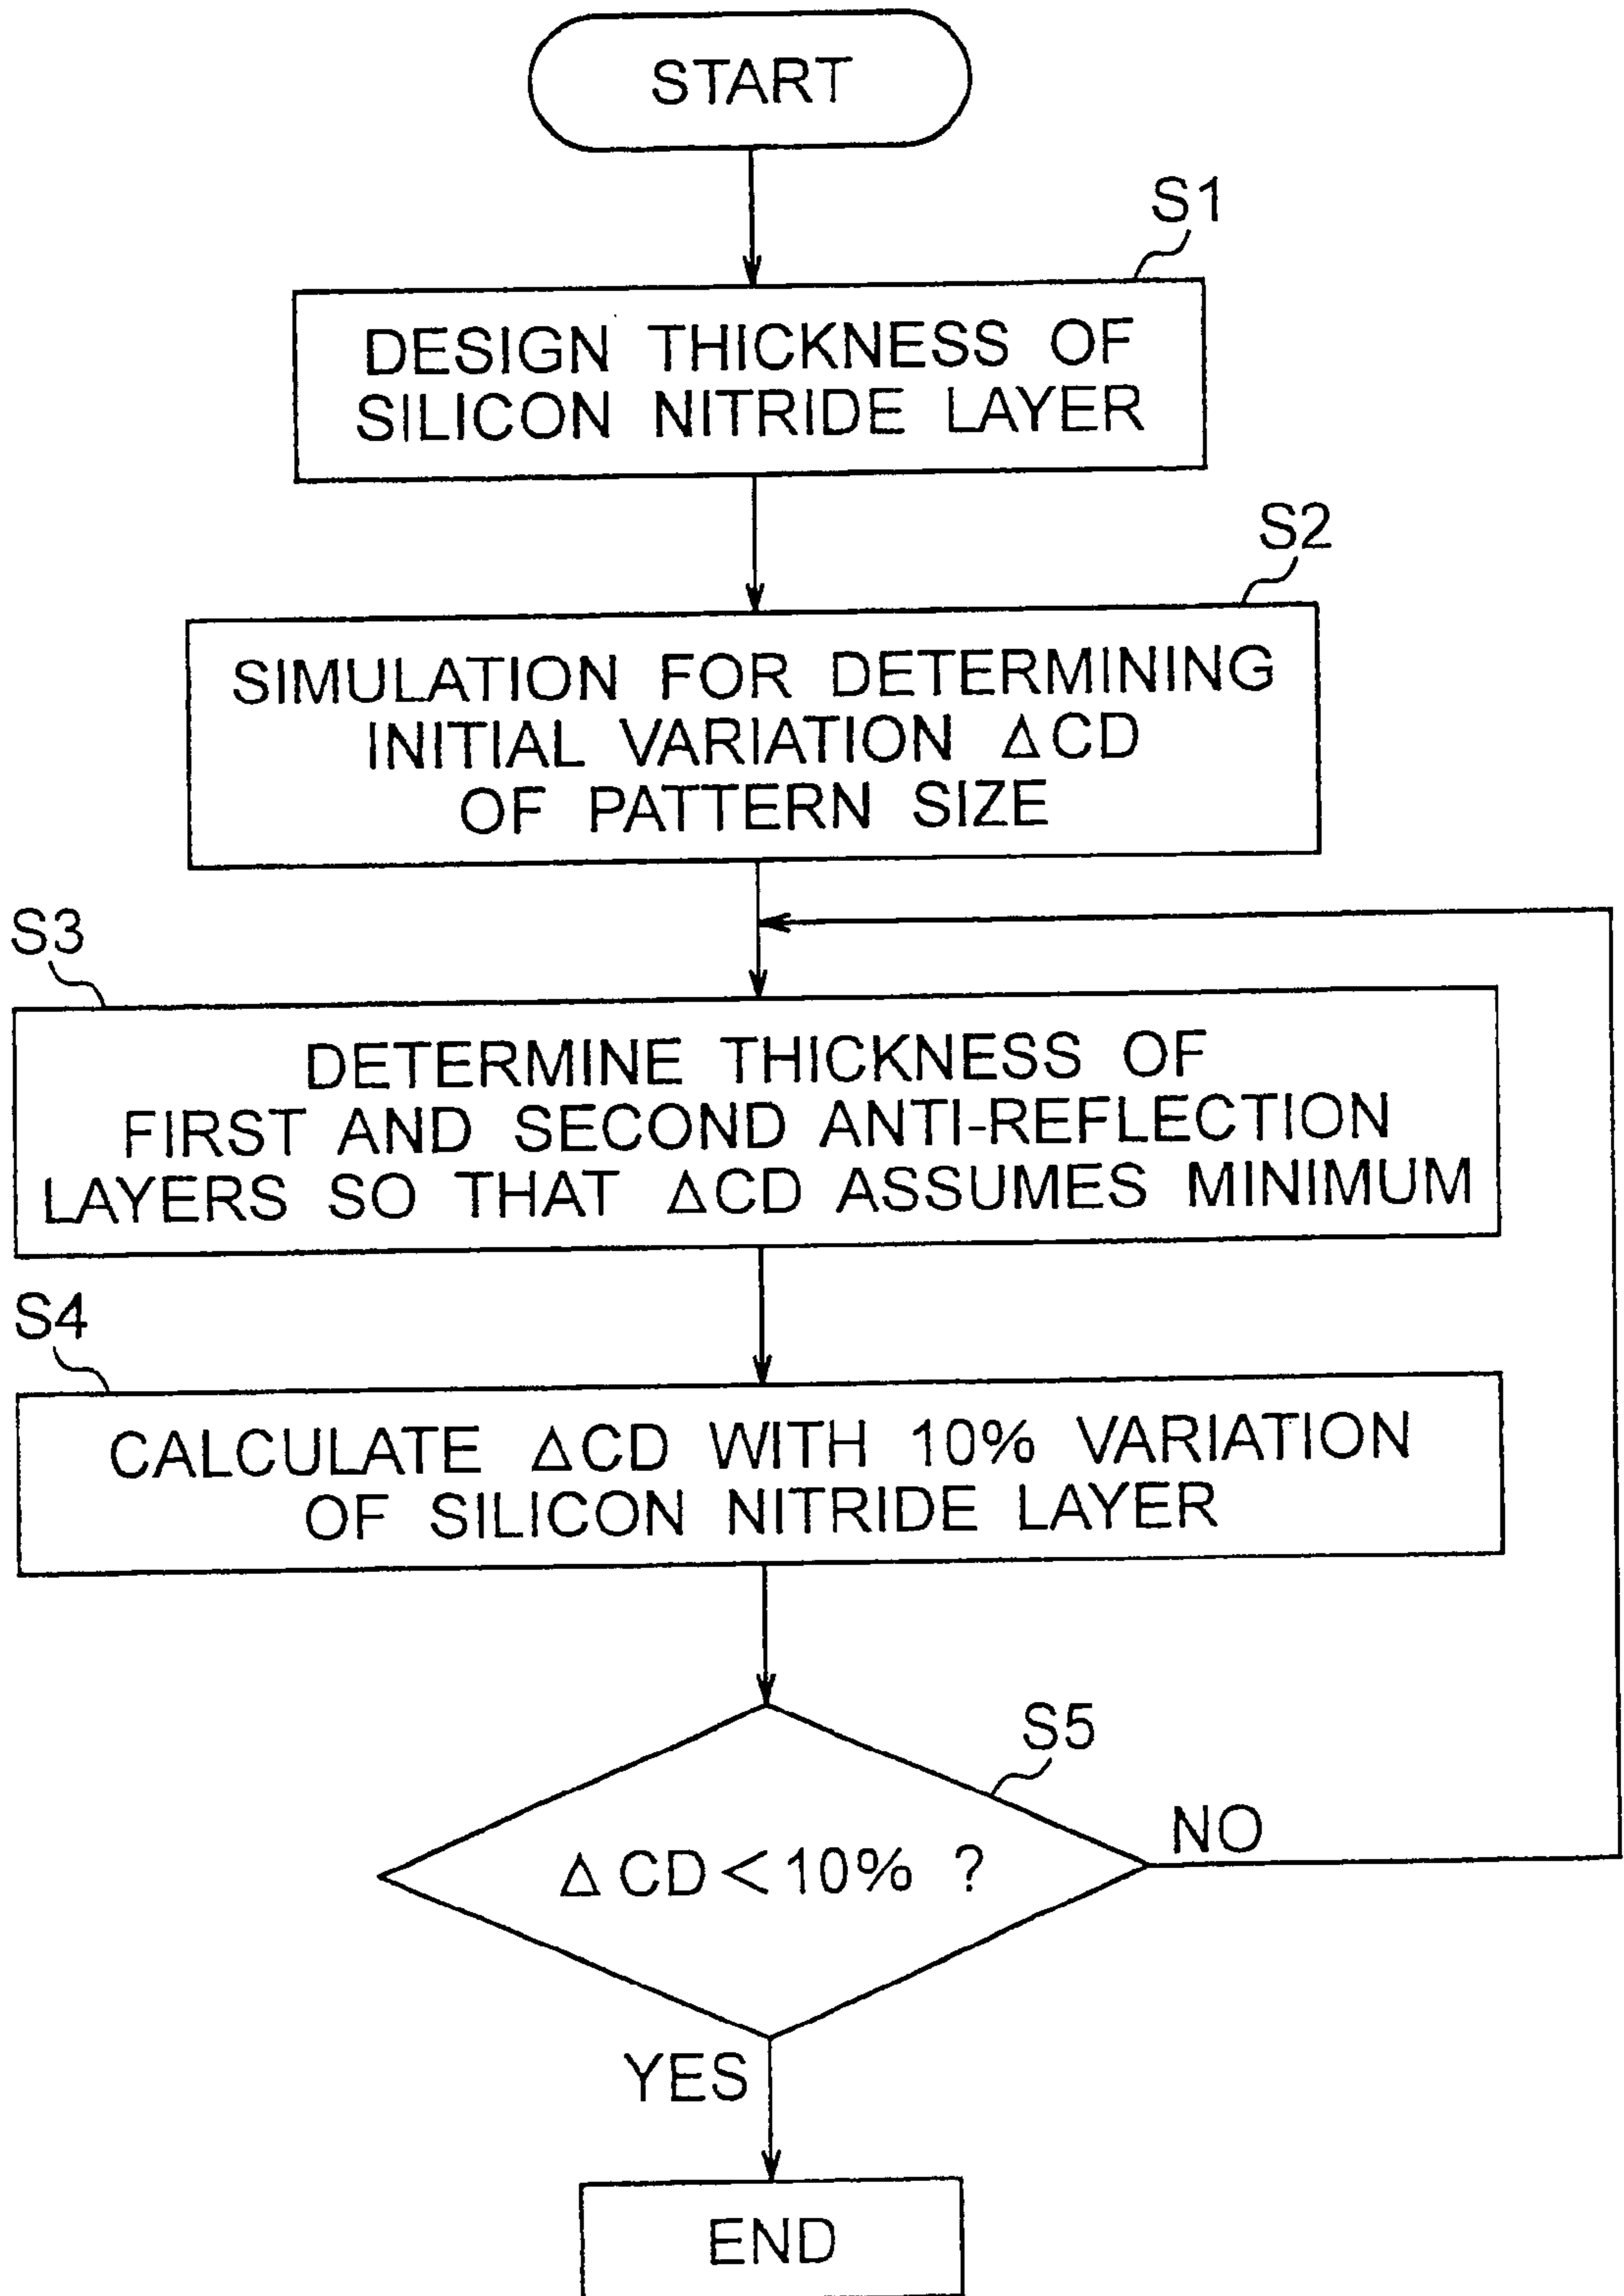 START
S1
DESIGN THICKNESS OF
SILICON NITRIDE LAYER
S2
SIMULATION FOR DETERMINING
INITIAL VARIATION ΔCD
OF PATTERN SIZE
S3
DETERMINE THICKNESS OF
FIRST AND SECOND ANTI-REFLECTION
LAYERS SO THAT ΔCD ASSUMES MINIMUM
S4
CALCULATE ΔCD WITH 10% VARIATION
OF SILICON NITRIDE LAYER
S5
ΔCD<10% ?
NO
YES
END